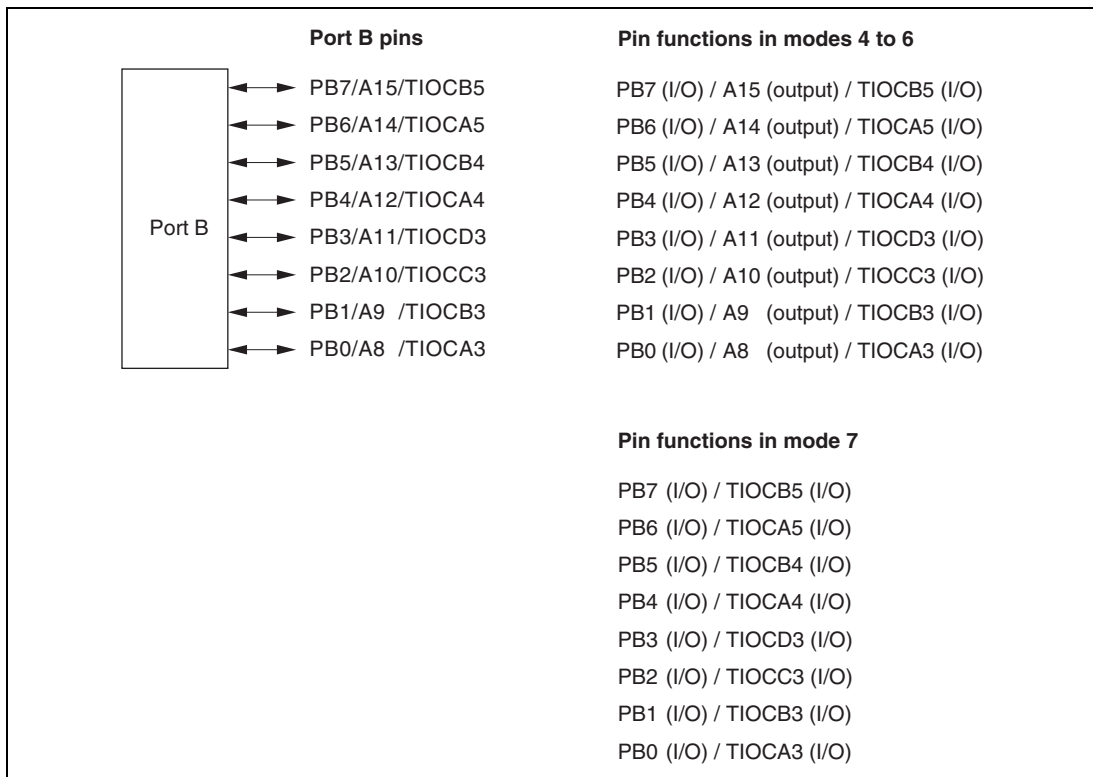 Port B pins
Port B
PB7/A15/TIOCB5
PB6/A14/TIOCA5
PB5/A13/TIOCB4
PB4/A12/TIOCA4
PB3/A11/TIOCD3
PB2/A10/TIOCC3
PB1/A9 /TIOCB3
PB0/A8 /TIOCA3
Pin functions in modes 4 to 6
PB7 (I/O) / A15 (output) / TIOCB5 (I/O)
PB6 (I/O) / A14 (output) / TIOCA5 (I/O)
PB5 (I/O) / A13 (output) / TIOCB4 (I/O)
PB4 (I/O) / A12 (output) / TIOCA4 (I/O)
PB3 (I/O) / A11 (output) / TIOCD3 (I/O)
PB2 (I/O) / A10 (output) / TIOCC3 (I/O)
PB1 (I/O) / A9 (output) / TIOCB3 (I/O)
PB0 (I/O) / A8 (output) / TIOCA3 (I/O)
Pin functions in mode 7
PB7 (I/O) / TIOCB5 (I/O)
PB6 (I/O) / TIOCA5 (I/O)
PB5 (I/O) / TIOCB4 (I/O)
PB4 (I/O) / TIOCA4 (I/O)
PB3 (I/O) / TIOCD3 (I/O)
PB2 (I/O) / TIOCC3 (I/O)
PB1 (I/O) / TIOCB3 (I/O)
PB0 (I/O) / TIOCA3 (I/O)